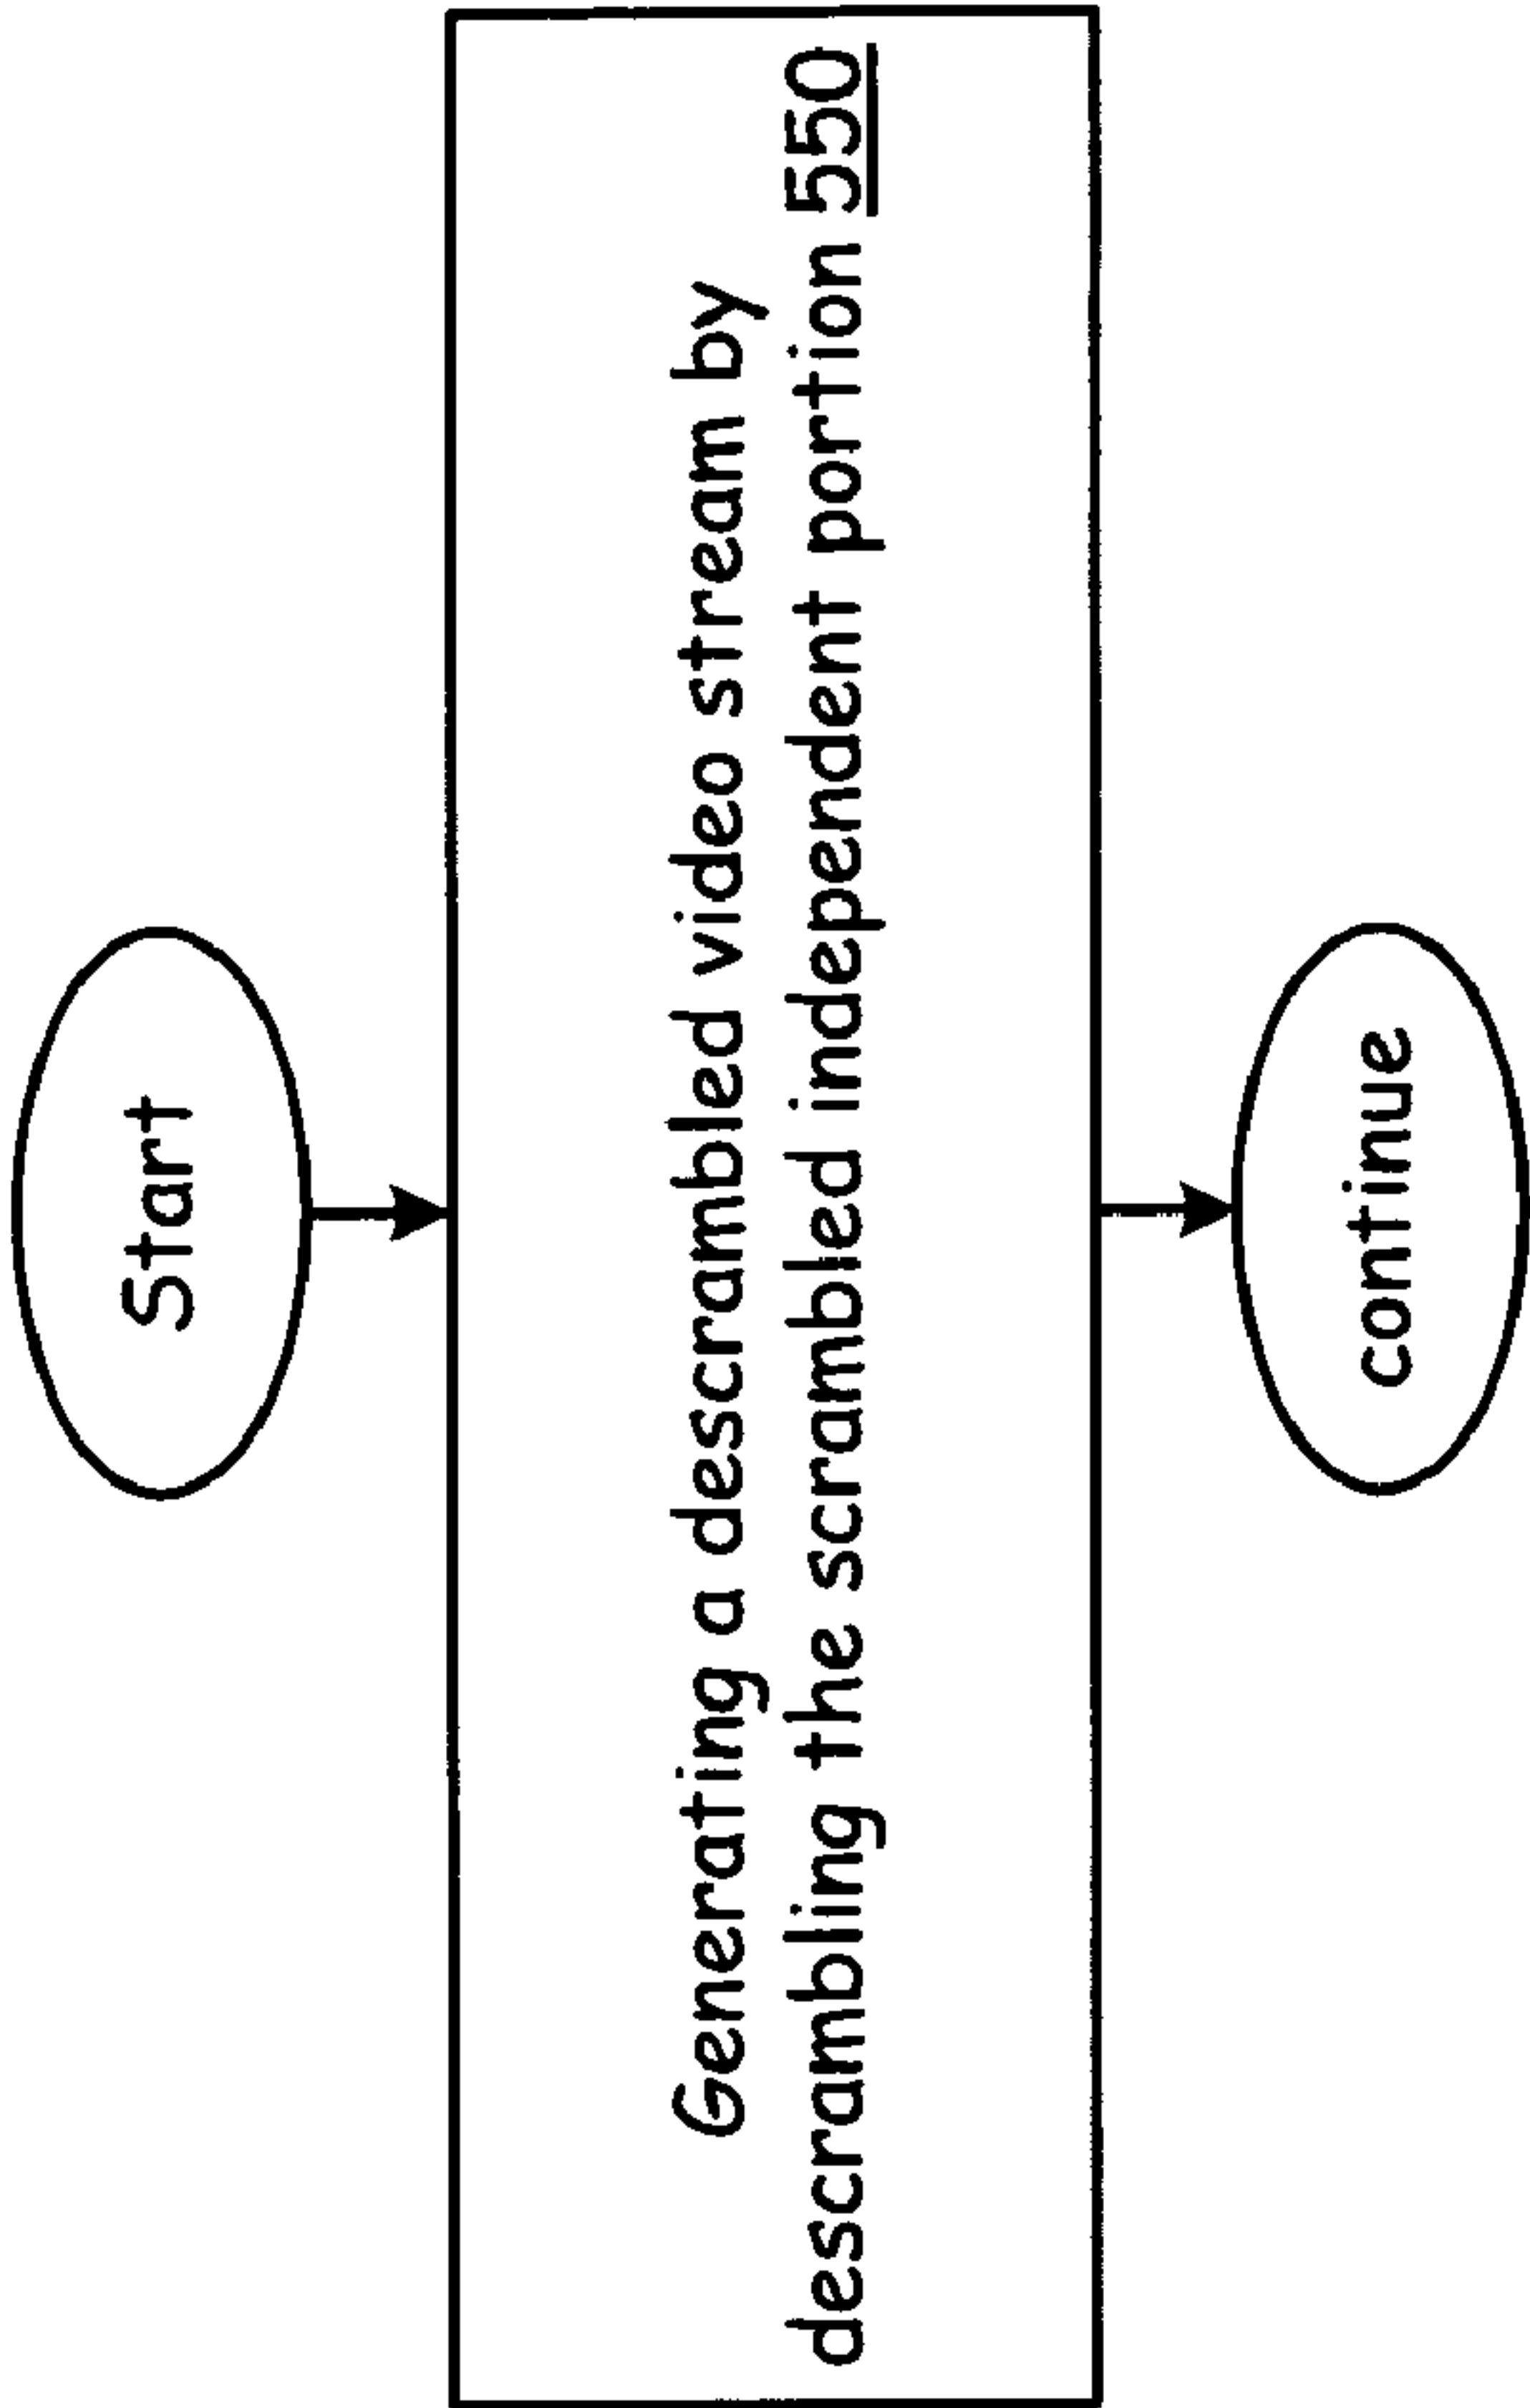 Start
Generating a descrambled video stream by
descrambling the scrambled independent portion 550
continue